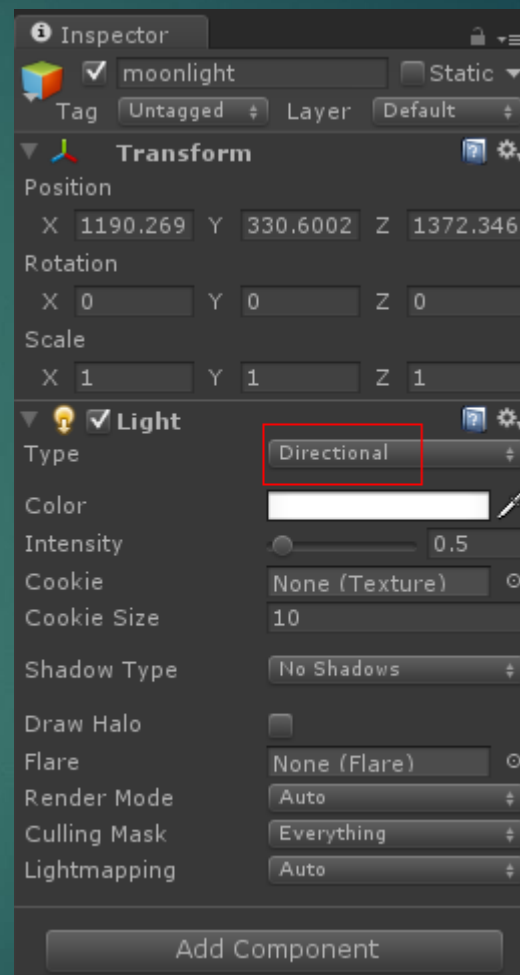 Inspector
moonlight Static
Tag Untagged Layer Default
Transform
Position
X 1190.269 Y 330.6002 Z 1372.346
Rotation
X 0 Y 0 Z 0
Scale
X 1 Y 1 Z 1
Light
Type Directional
Color
Intensity 0.5
Cookie None (Texture)
Cookie Size 10
Shadow Type No Shadows
Draw Halo
Flare None (Flare)
Render Mode Auto
Culling Mask Everything
Lightmapping Auto
Add Component